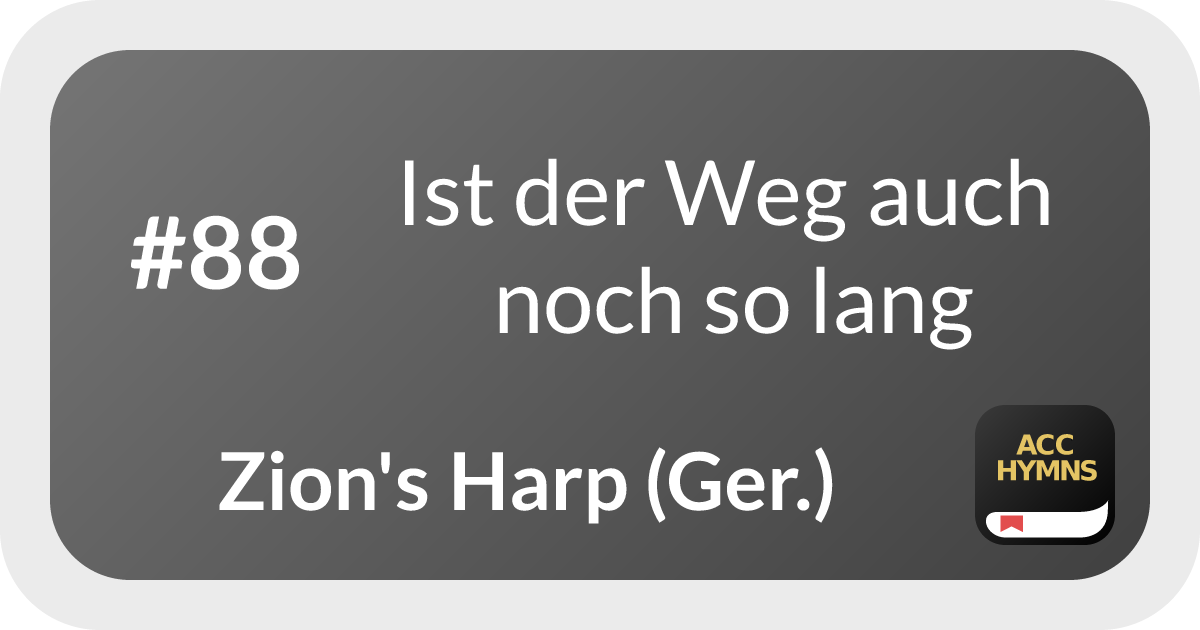 #88
Ist der Weg auch
noch so lang
Zion's Harp (Ger.)
ACC
HYMNS